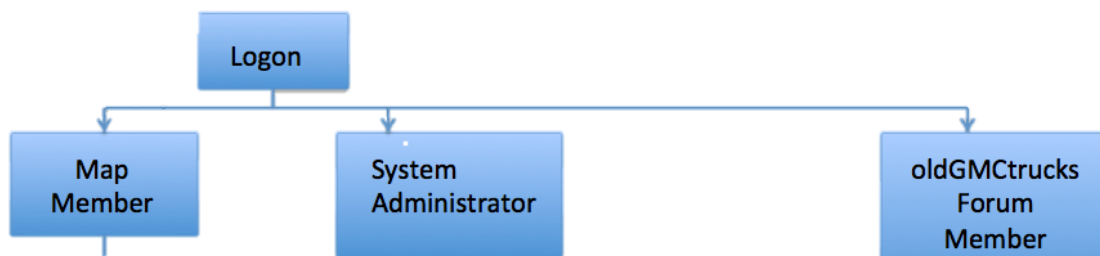 Logon
Map
Member
System
Administrator
oldGMCtrucks
Forum
Member